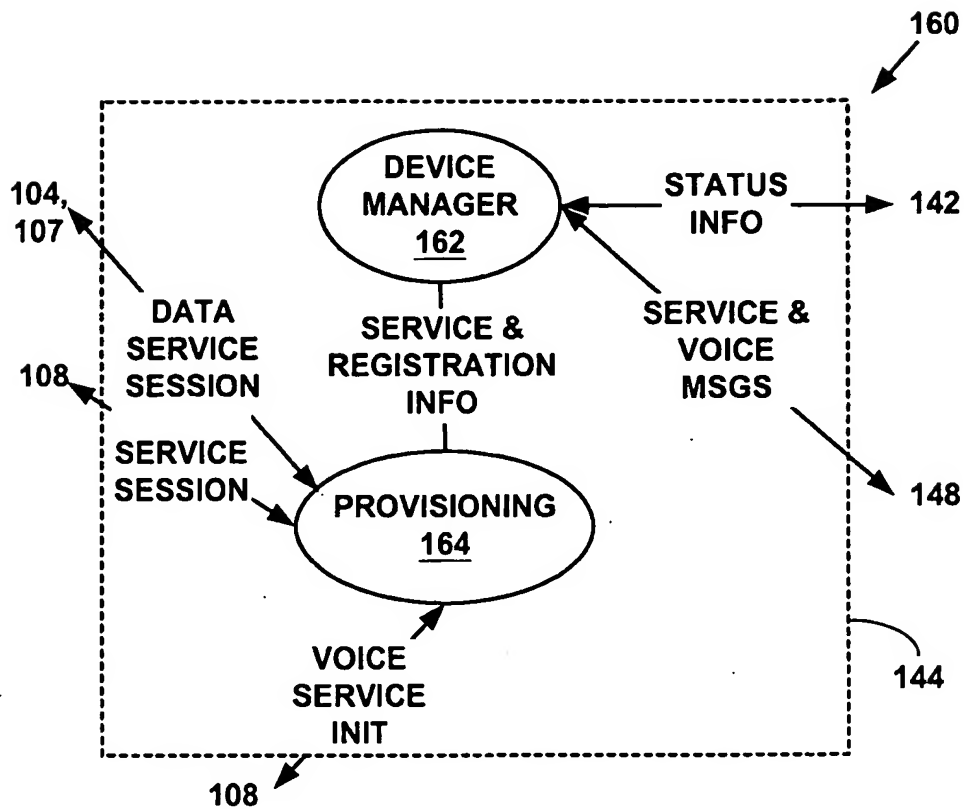 160
DEVICE
MANAGER
162
STATUS
INFO
142
104,
107
DATA
SERVICE
SESSION
SERVICE &
REGISTRATION
INFO
SERVICE &
VOICE
MSGS
108
SERVICE
SESSION
PROVISIONING
164
148
VOICE
SERVICE
INIT
144
108